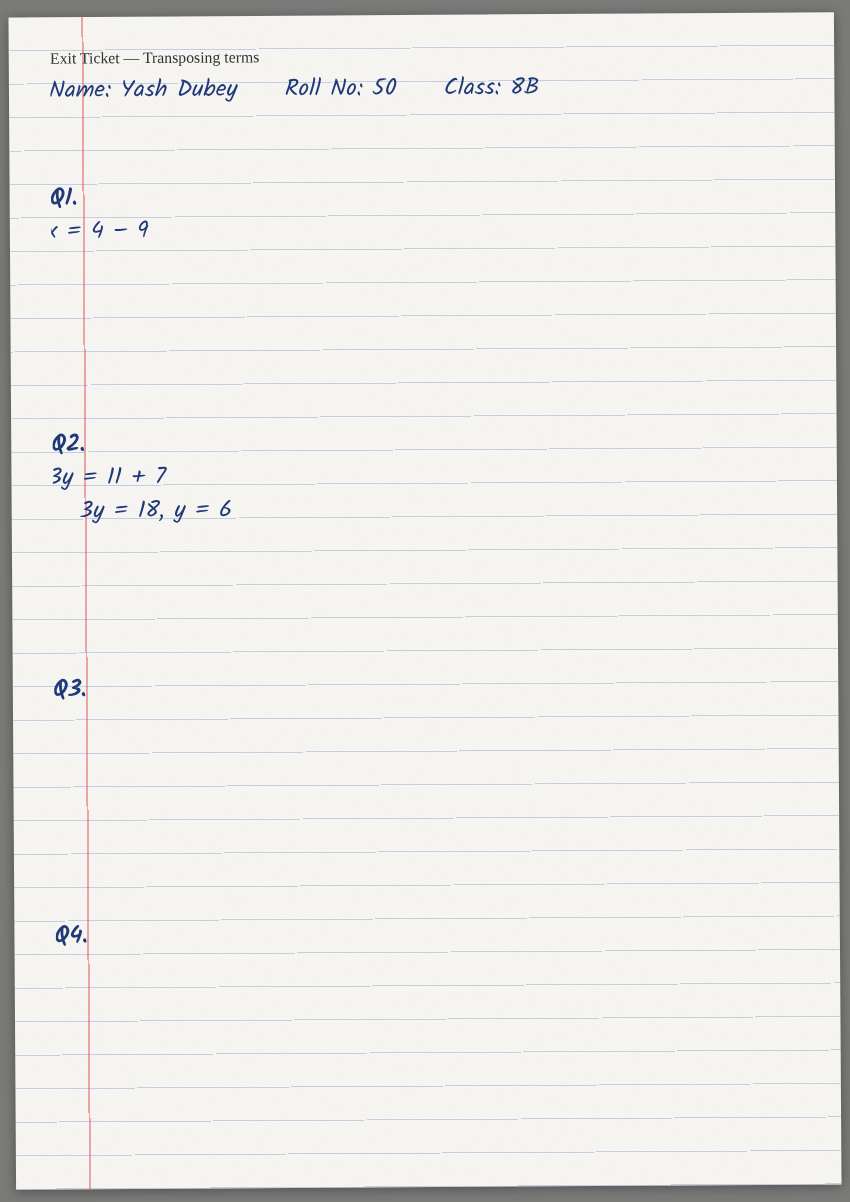 Exit Ticket — Transposing terms
Name: Yash Dubey Roll No: 50 Class: 8B
Q1.
x = 4 − 9
Q2.
3y = 11 + 7
3y = 18, y = 6
Q3.
Q4.